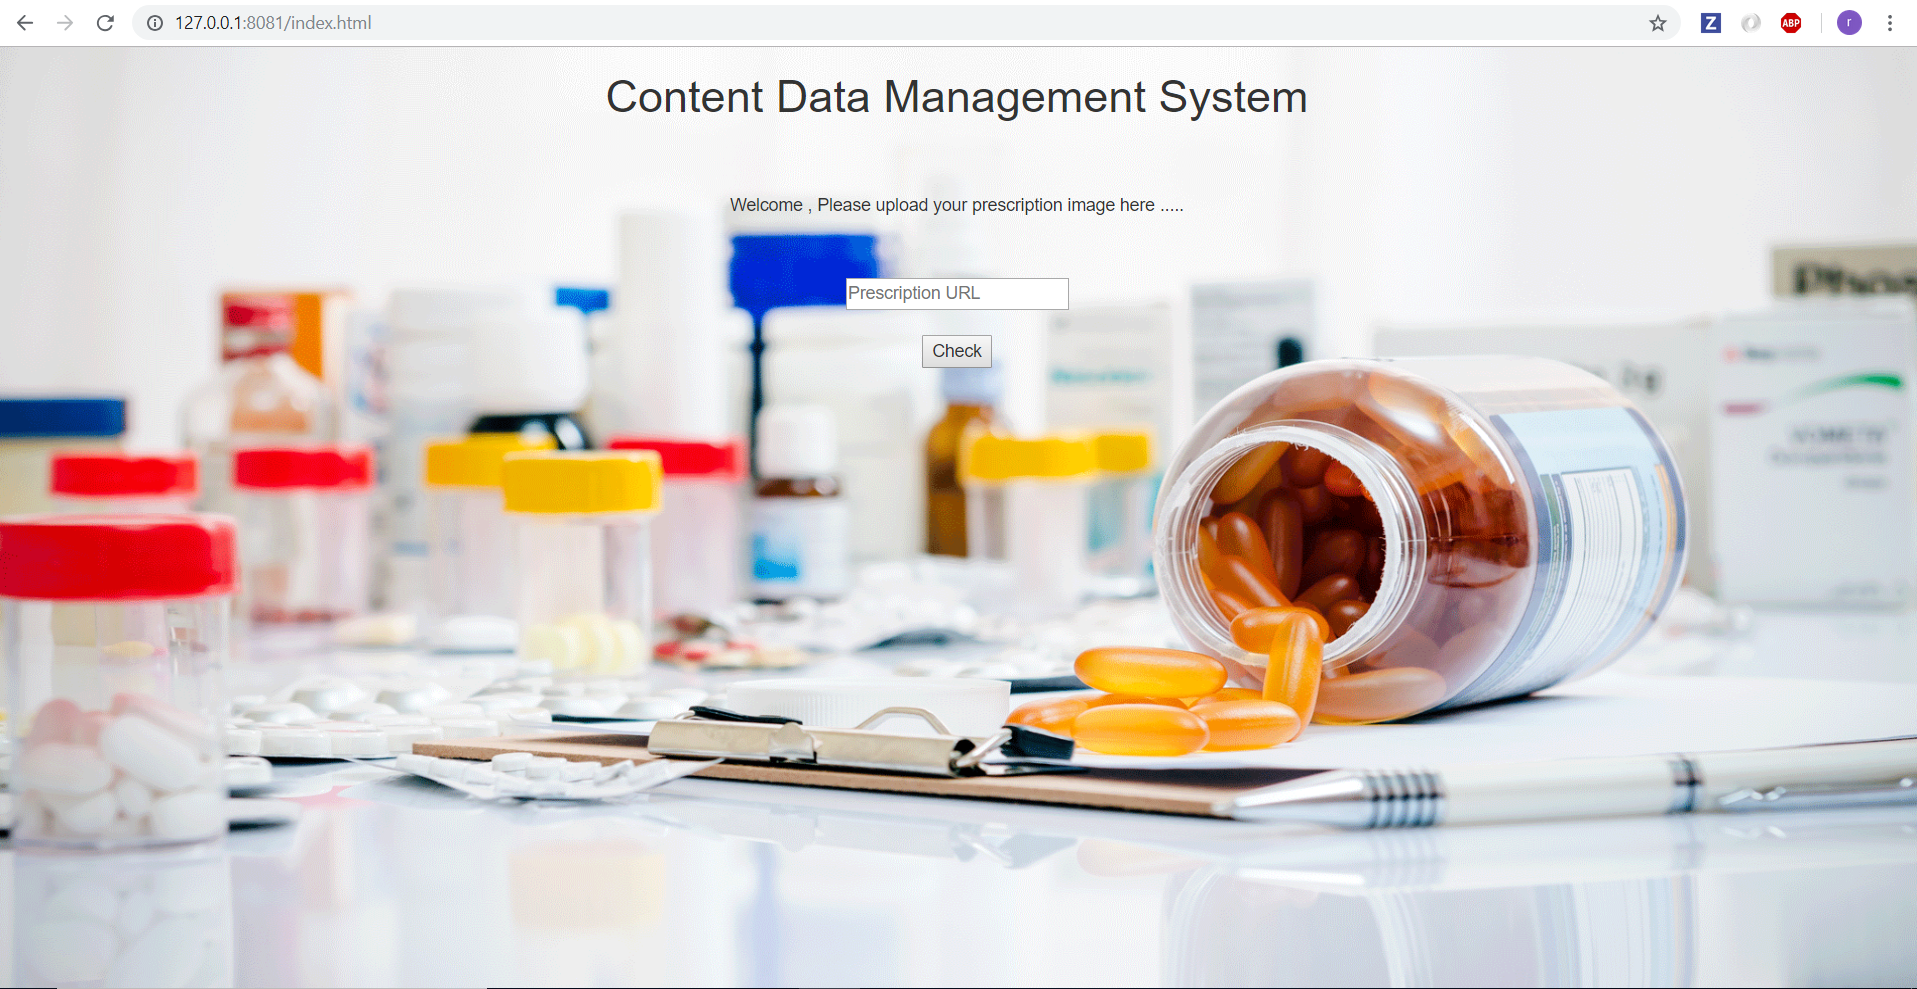 127.0.0.1:8081/index.html
Z
ABP
r
Content Data Management System
Welcome , Please upload your prescription image here .....
Prescription URL
Check